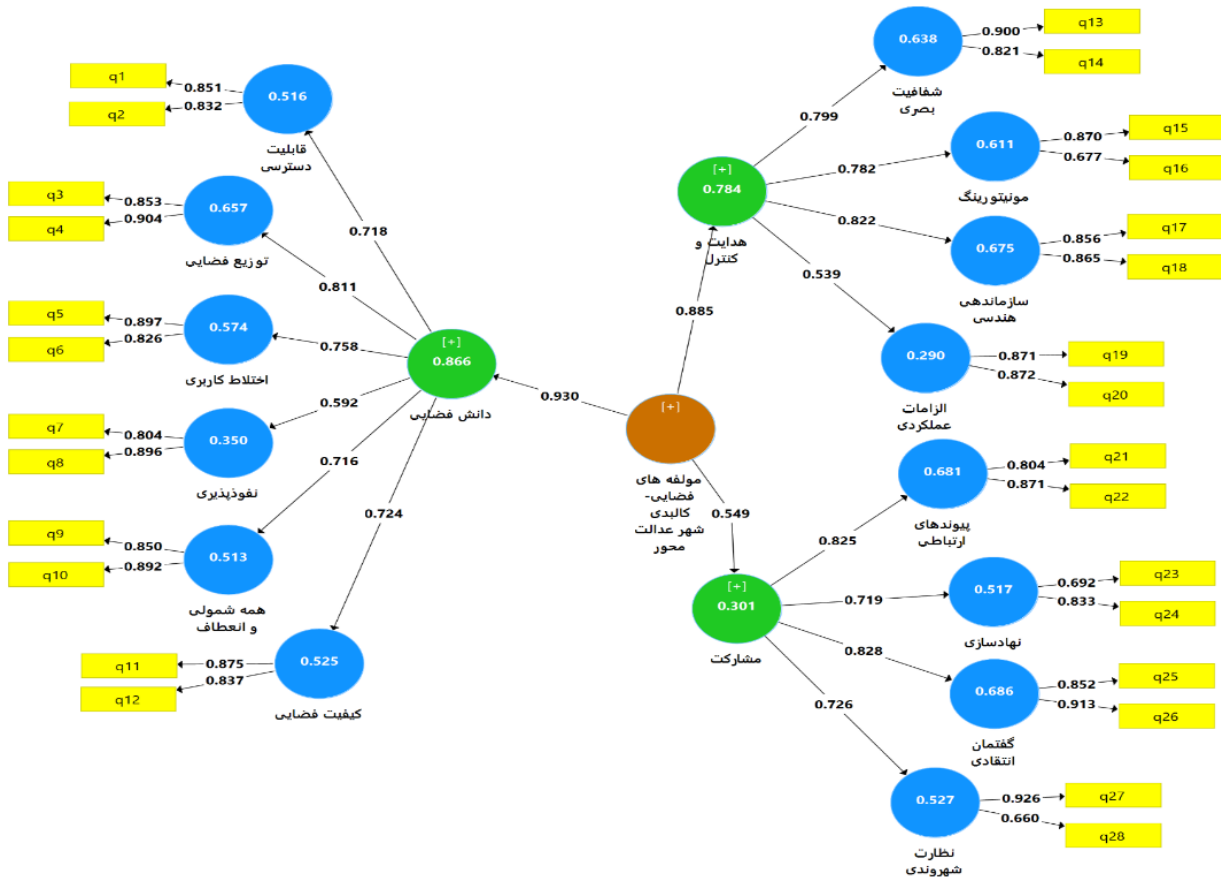 q1
0.851
q2
0.832
0.516
قابلیت
دسترسی
q3
0.853
q4
0.904
0.657
توزیع فضایی
q5
0.897
q6
0.826
0.574
اختلاط کاربری
q7
0.804
q8
0.896
0.350
نفوذپذیری
q9
0.850
q10
0.892
0.513
همه شمولی
و انعطاف
q11
0.875
q12
0.837
0.525
کیفیت فضایی
0.718
0.811
0.758
0.592
0.716
0.724
[+]
0.866
دانش فضایی
0.930
[+]
مولفه های
فضایی-
کالبدی
شهر عدالت
محور
0.885
0.549
[+]
0.784
هدایت و
کنترل
0.799
0.782
0.822
0.539
0.638
شفافیت
بصری
0.900
q13
0.821
q14
0.611
مونیتورینگ
0.870
q15
0.677
q16
0.675
سازماندهی
هندسی
0.856
q17
0.865
q18
0.290
الزامات
عملکردی
0.871
q19
0.872
q20
[+]
0.301
مشارکت
0.825
0.719
0.828
0.726
0.681
پیوندهای
ارتباطی
0.804
q21
0.871
q22
0.517
نهادسازی
0.692
q23
0.833
q24
0.686
گفتمان
انتقادی
0.852
q25
0.913
q26
0.527
نظارت
شهروندی
0.926
q27
0.660
q28